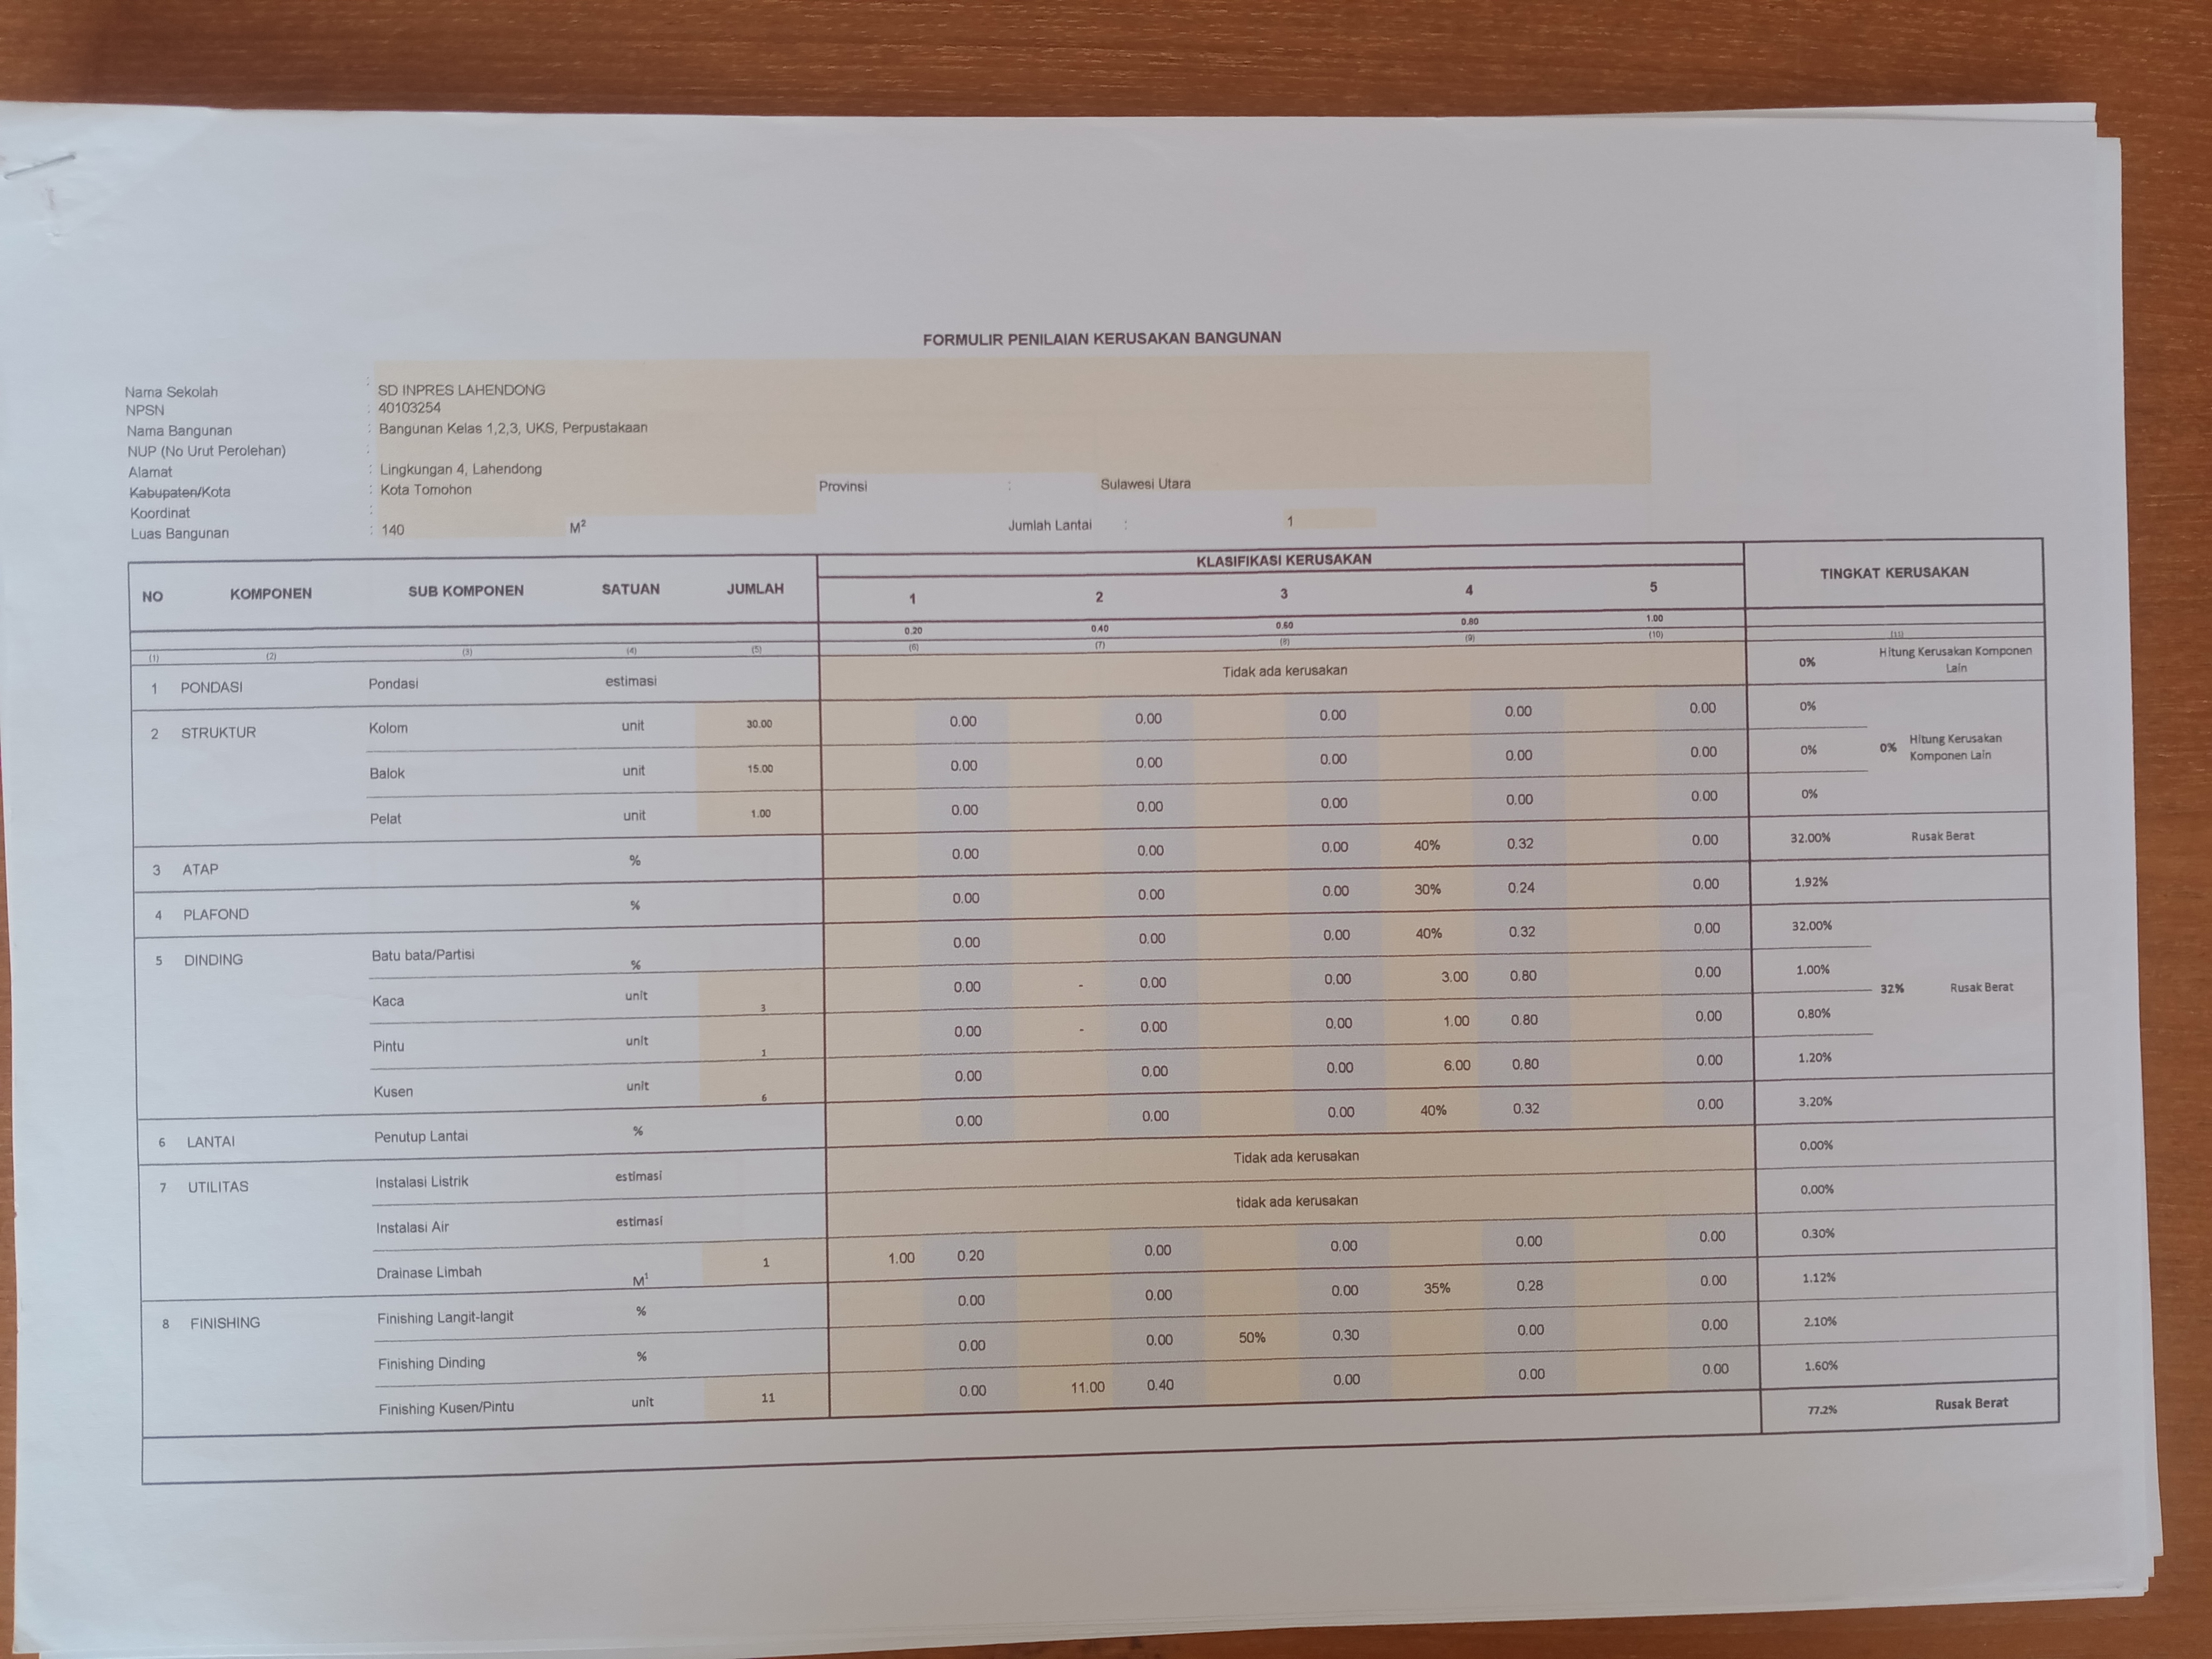 FORMULIR PENILAIAN KERUSAKAN BANGUNAN
Nama Sekolah : SD INPRES LAHENDONG
NPSN : 40103254
Nama Bangunan : Bangunan Kelas 1,2,3, UKS, Perpustakaan
NUP (No Urut Perolehan) :
Alamat : Lingkungan 4, Lahendong
Kabupaten/Kota : Kota Tomohon Provinsi : Sulawesi Utara
Koordinat :
Luas Bangunan : 140 M² Jumlah Lantai : 1
NO KOMPONEN SUB KOMPONEN SATUAN JUMLAH KLASIFIKASI KERUSAKAN TINGKAT KERUSAKAN
1 2 3 4 5
0.20 0.40 0.60 0.80 1.00
(1) (2) (3) (4) (5) (6) (7) (8) (9) (10) (11)
1 PONDASI Pondasi estimasi Tidak ada kerusakan 0% Hitung Kerusakan Komponen Lain
2 STRUKTUR Kolom unit 30.00 0.00 0.00 0.00 0.00 0.00 0%
Balok unit 15.00 0.00 0.00 0.00 0.00 0.00 0% 0% Hitung Kerusakan Komponen Lain
Pelat unit 1.00 0.00 0.00 0.00 0.00 0.00 0%
3 ATAP % 0.00 0.00 0.00 40% 0.32 0.00 32.00% Rusak Berat
4 PLAFOND % 0.00 0.00 0.00 30% 0.24 0.00 1.92%
5 DINDING Batu bata/Partisi % 0.00 0.00 0.00 40% 0.32 0.00 32.00%
Kaca unit 3 0.00 - 0.00 0.00 3.00 0.80 0.00 1.00% 32% Rusak Berat
Pintu unit 1 0.00 - 0.00 0.00 1.00 0.80 0.00 0.80%
Kusen unit 6 0.00 0.00 0.00 6.00 0.80 0.00 1.20%
6 LANTAI Penutup Lantai % 0.00 0.00 0.00 40% 0.32 0.00 3.20%
7 UTILITAS Instalasi Listrik estimasi Tidak ada kerusakan 0.00%
Instalasi Air estimasi tidak ada kerusakan 0.00%
Drainase Limbah M¹ 1 1.00 0.20 0.00 0.00 0.00 0.00 0.30%
8 FINISHING Finishing Langit-langit % 0.00 0.00 0.00 35% 0.28 0.00 1.12%
Finishing Dinding % 0.00 0.00 50% 0.30 0.00 0.00 2.10%
Finishing Kusen/Pintu unit 11 0.00 11.00 0.40 0.00 0.00 0.00 1.60%
77.2% Rusak Berat